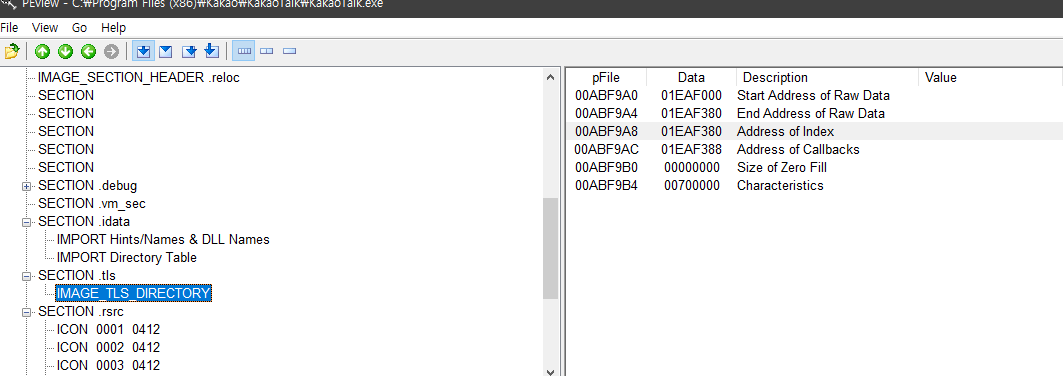 PEView - C:₩Program Files (x86)₩Kakao₩KakaoTalk₩KakaoTalk.exe
File View Go Help
IMAGE_SECTION_HEADER .reloc
SECTION
SECTION
SECTION
SECTION
SECTION
SECTION .debug
SECTION .vm_sec
SECTION .idata
IMPORT Hints/Names & DLL Names
IMPORT Directory Table
SECTION .tls
IMAGE_TLS_DIRECTORY
SECTION .rsrc
ICON 0001 0412
ICON 0002 0412
ICON 0003 0412
pFile Data Description Value
00ABF9A0 01EAF000 Start Address of Raw Data
00ABF9A4 01EAF380 End Address of Raw Data
00ABF9A8 01EAF380 Address of Index
00ABF9AC 01EAF388 Address of Callbacks
00ABF9B0 00000000 Size of Zero Fill
00ABF9B4 00700000 Characteristics